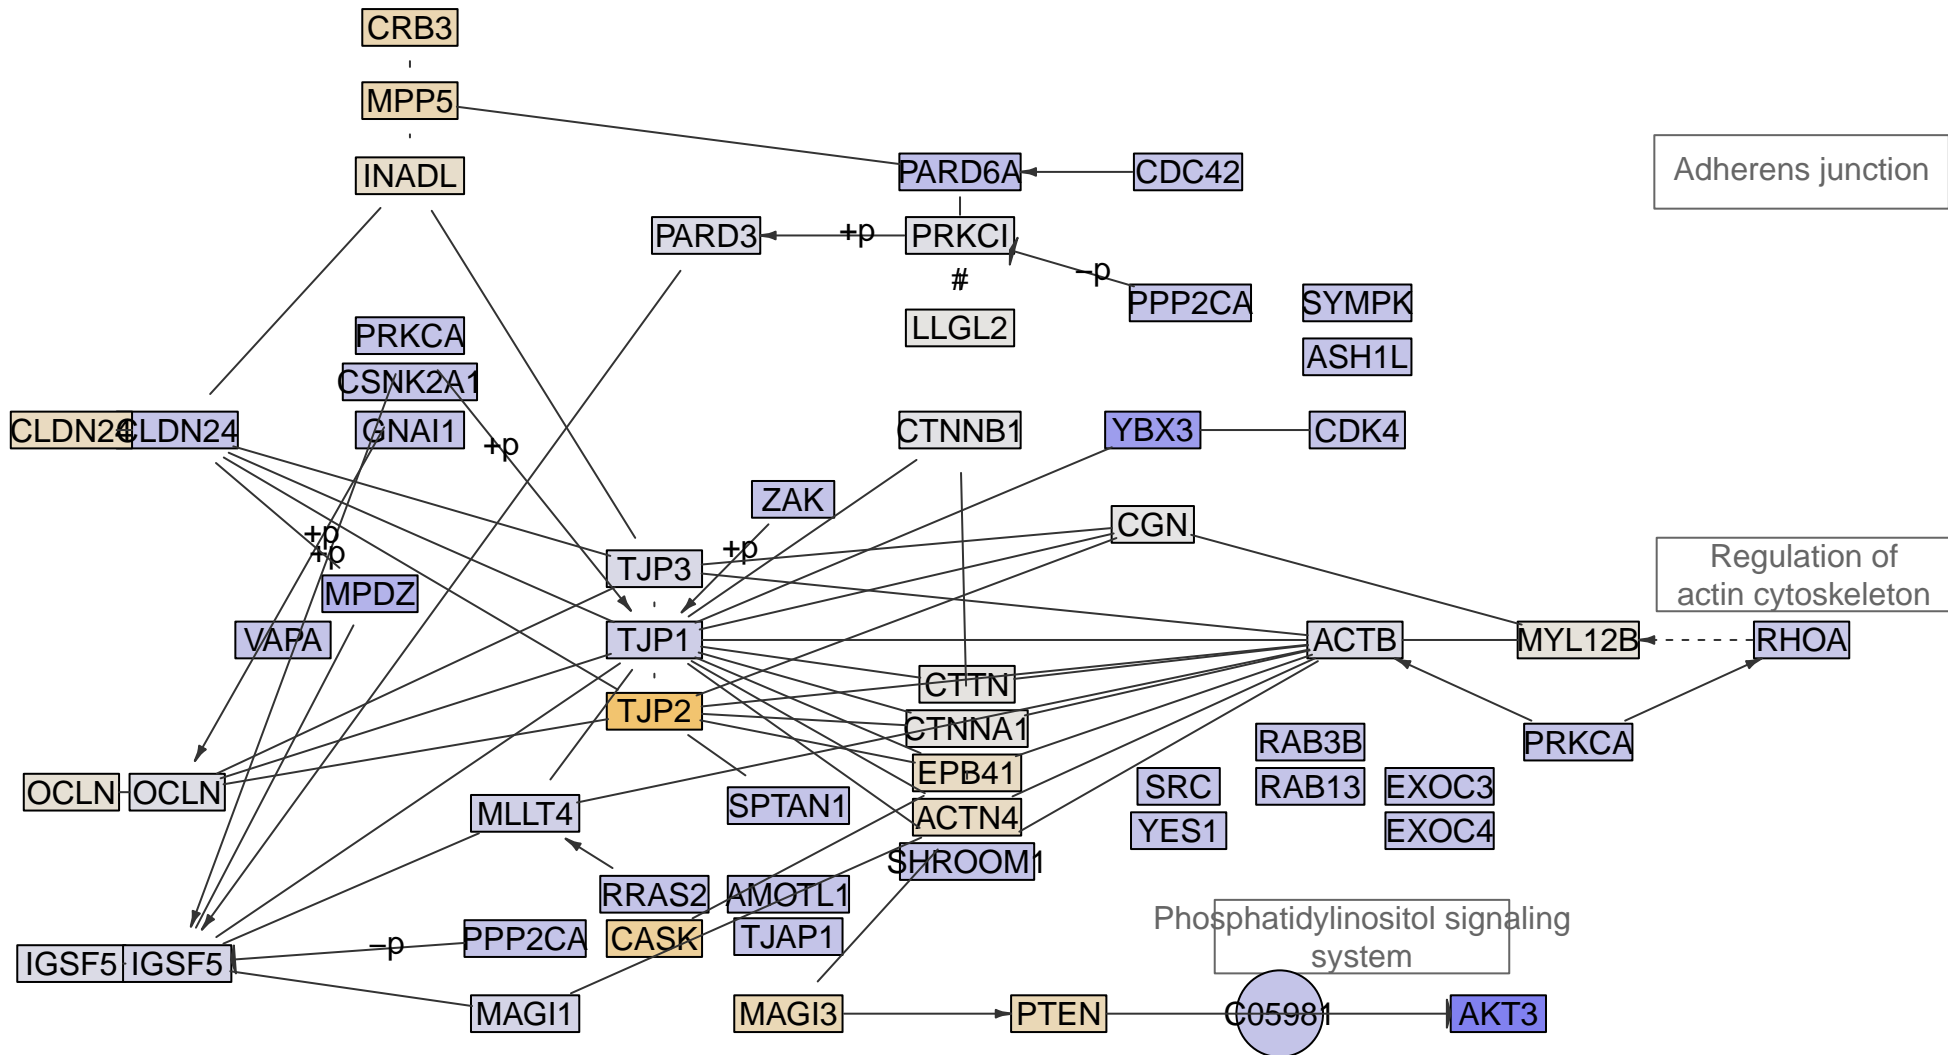 CRB3
MPP5
INADL
PARD6A
CDC42
Adherens junction
PARD3
+p
PRKCI
−p
#
PPP2CA
SYMPK
LLGL2
PRKCA
ASH1L
CSNK2A1
CLDN24
CLDN24
GNAI1
+p
CTNNB1
YBX3
CDK4
ZAK
CGN
+p
+p
+p
TJP3
Regulation of
actin cytoskeleton
MPDZ
VAPA
TJP1
ACTB
MYL12B
RHOA
CTTN
TJP2
CTNNA1
RAB3B
PRKCA
EPB41
OCLN
OCLN
SRC
RAB13
EXOC3
MLLT4
SPTAN1
ACTN4
YES1
EXOC4
SHROOM1
RRAS2
AMOTL1
Phosphatidylinositol signaling
system
−p
PPP2CA
CASK
TJAP1
IGSF5
IGSF5
MAGI1
MAGI3
PTEN
C05981
AKT3